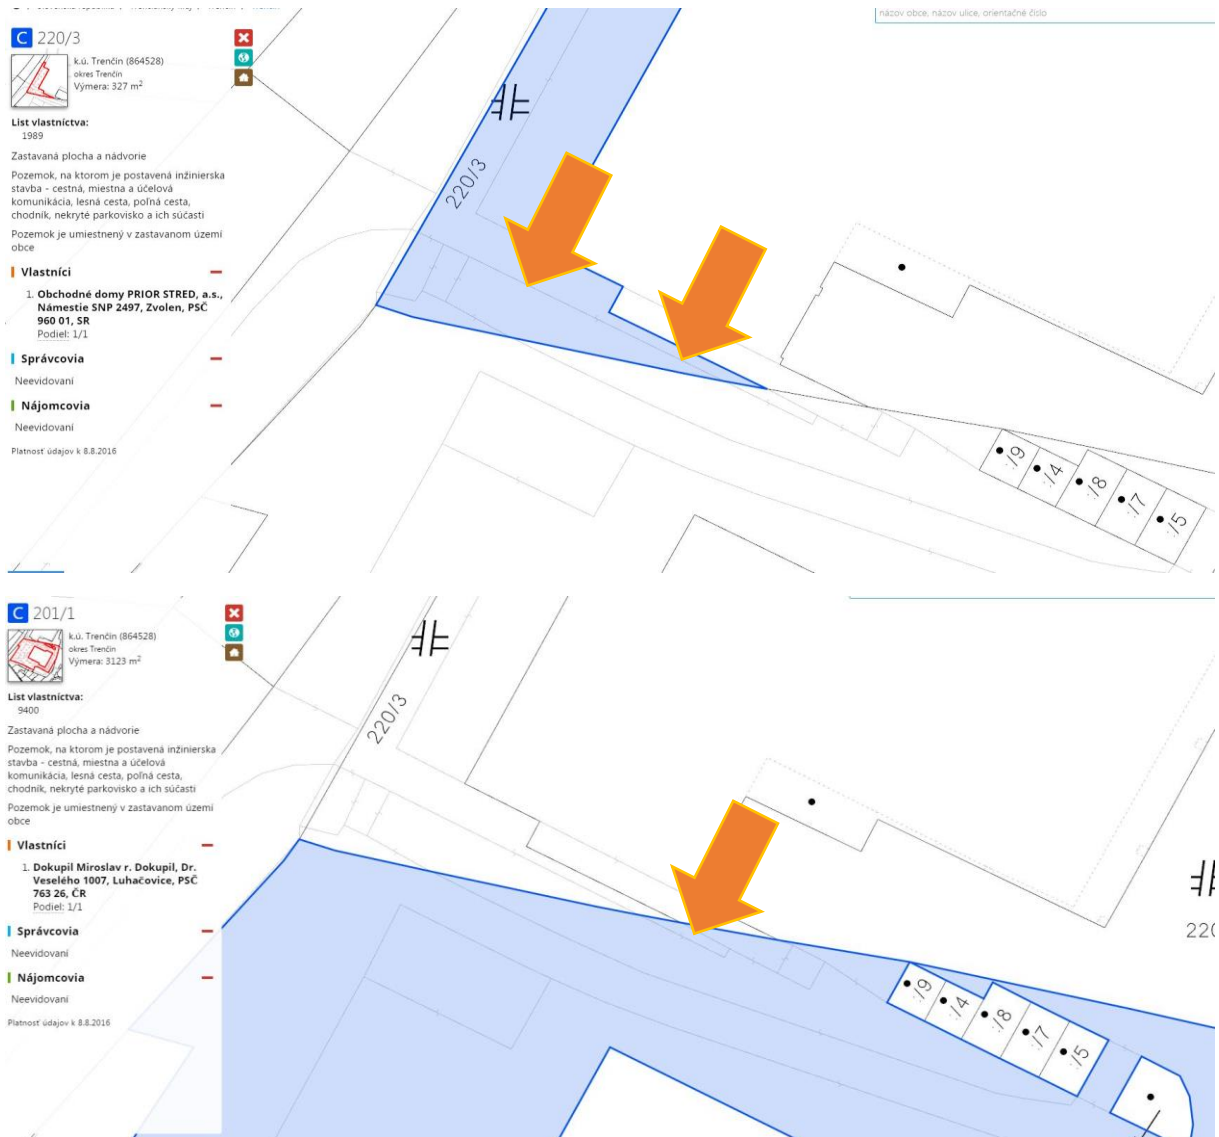 názov obce, názov ulice, orientačné číslo
C 220/3
k.ú. Trenčín (864528)
okres Trenčín
Výmera: 327 m²
List vlastníctva:
1989
Zastavaná plocha a nádvorie
Pozemok, na ktorom je postavená inžinierska
stavba - cestná, miestna a účelová
komunikácia, lesná cesta, poľná cesta,
chodník, nekryté parkovisko a ich súčasti
Pozemok je umiestnený v zastavanom území
obce
Vlastníci
1. Obchodné domy PRIOR STRED, a.s.,
Námestie SNP 2497, Zvolen, PSČ
960 01, SR
Podiel: 1/1
Správcovia
Neevidovaní
Nájomcovia
Neevidovaní
Platnosť údajov k 8.8.2016
220/3
:/9
:/4
:/8
:/7
:/5
C 201/1
k.ú. Trenčín (864528)
okres Trenčín
Výmera: 3123 m²
List vlastníctva:
9400
Zastavaná plocha a nádvorie
Pozemok, na ktorom je postavená inžinierska
stavba - cestná, miestna a účelová
komunikácia, lesná cesta, poľná cesta,
chodník, nekryté parkovisko a ich súčasti
Pozemok je umiestnený v zastavanom území
obce
Vlastníci
1. Dokupil Miroslav r. Dokupil, Dr.
Veselého 1007, Luhačovice, PSČ
763 26, ČR
Podiel: 1/1
Správcovia
Neevidovaní
Nájomcovia
Neevidovaní
Platnosť údajov k 8.8.2016
220/3
220
:/9
:/4
:/8
:/7
:/5